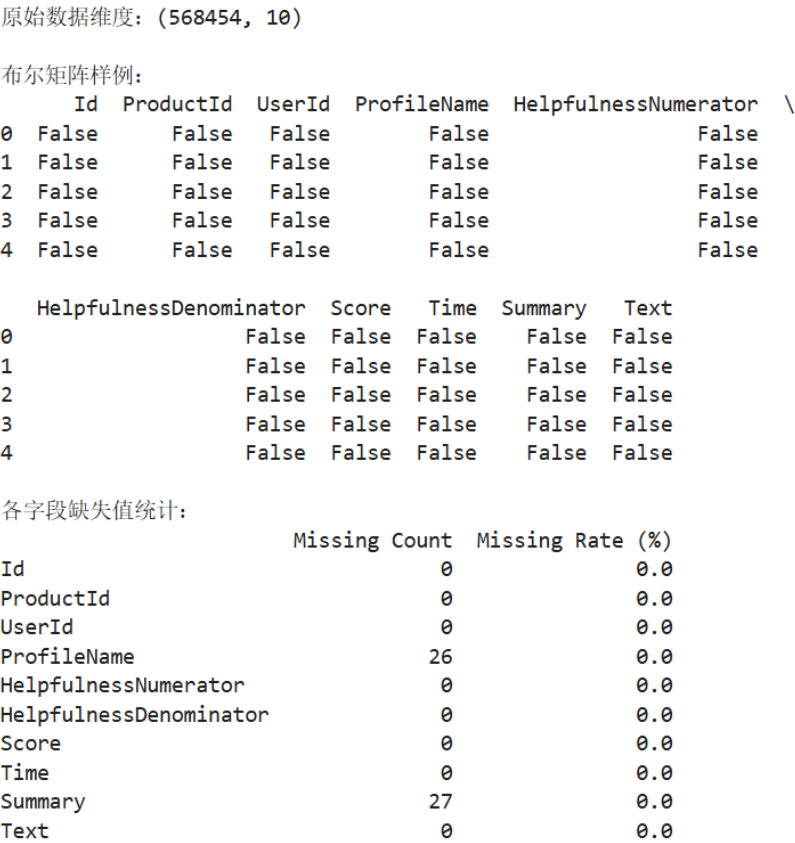 原始数据维度: (568454, 10)
布尔矩阵样例:
Id ProductId UserId ProfileName HelpfulnessNumerator \
0 False False False False False
1 False False False False False
2 False False False False False
3 False False False False False
4 False False False False False
HelpfulnessDenominator Score Time Summary Text
0 False False False False False
1 False False False False False
2 False False False False False
3 False False False False False
4 False False False False False
各字段缺失值统计:
Missing Count Missing Rate (%)
Id 0 0.0
ProductId 0 0.0
UserId 0 0.0
ProfileName 26 0.0
HelpfulnessNumerator 0 0.0
HelpfulnessDenominator 0 0.0
Score 0 0.0
Time 0 0.0
Summary 27 0.0
Text 0 0.0